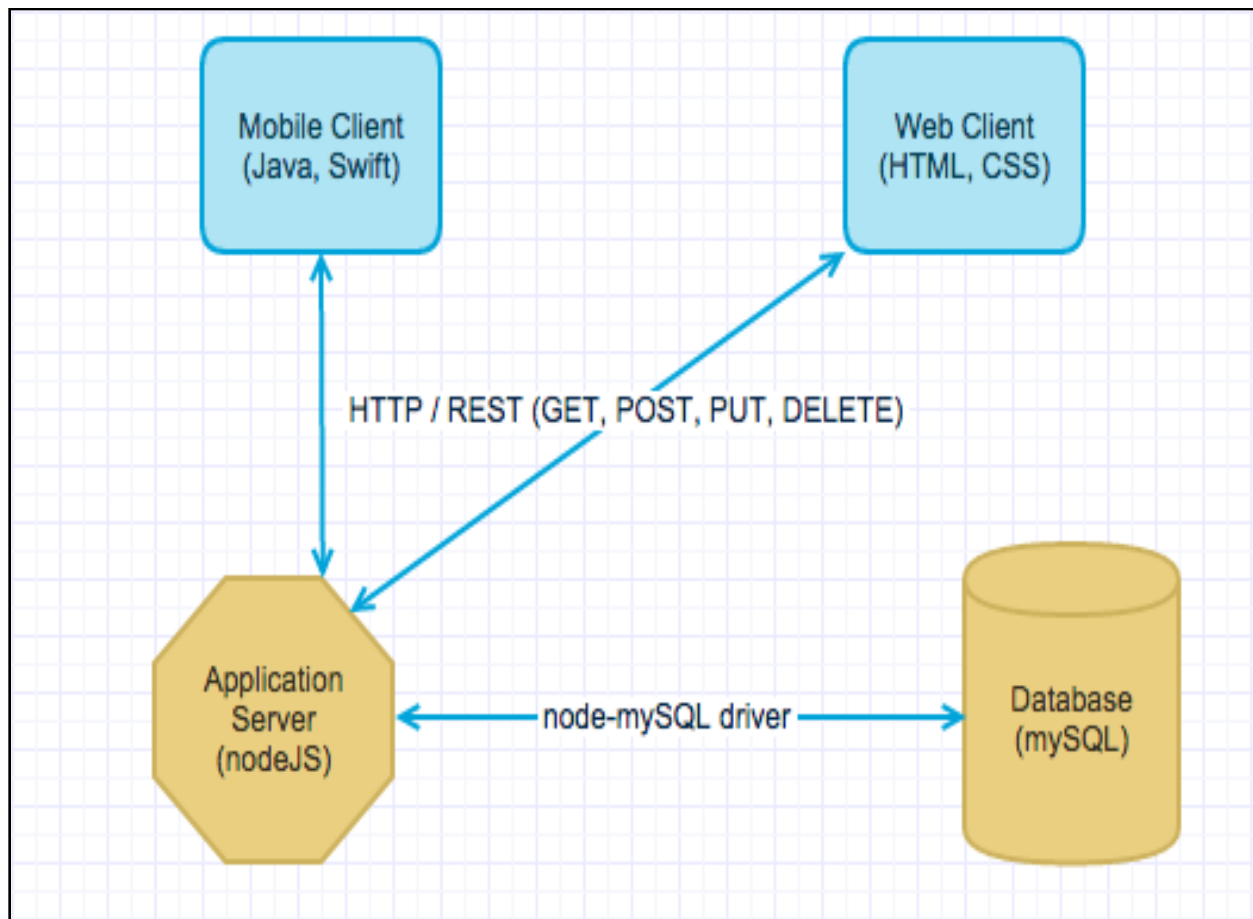 Mobile Client
(Java, Swift)
Web Client
(HTML, CSS)
HTTP / REST (GET, POST, PUT, DELETE)
Application
Server
(nodeJS)
node-mySQL driver
Database
(mySQL)